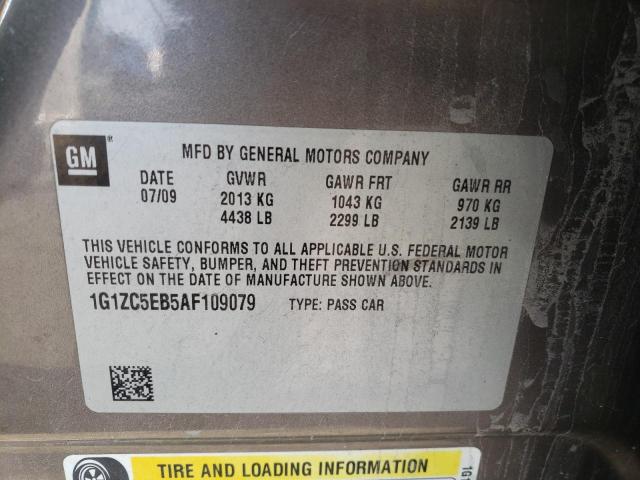 GM
MFD BY GENERAL MOTORS COMPANY
DATE GVWR GAWR FRT GAWR RR
07/09 2013 KG 1043 KG 970 KG
4438 LB 2299 LB 2139 LB
THIS VEHICLE CONFORMS TO ALL APPLICABLE U.S. FEDERAL MOTOR
VEHICLE SAFETY, BUMPER, AND THEFT PREVENTION STANDARDS IN
EFFECT ON THE DATE OF MANUFACTURE SHOWN ABOVE.
1G1ZC5EB5AF109079 TYPE: PASS CAR
TIRE AND LOADING INFORMATION